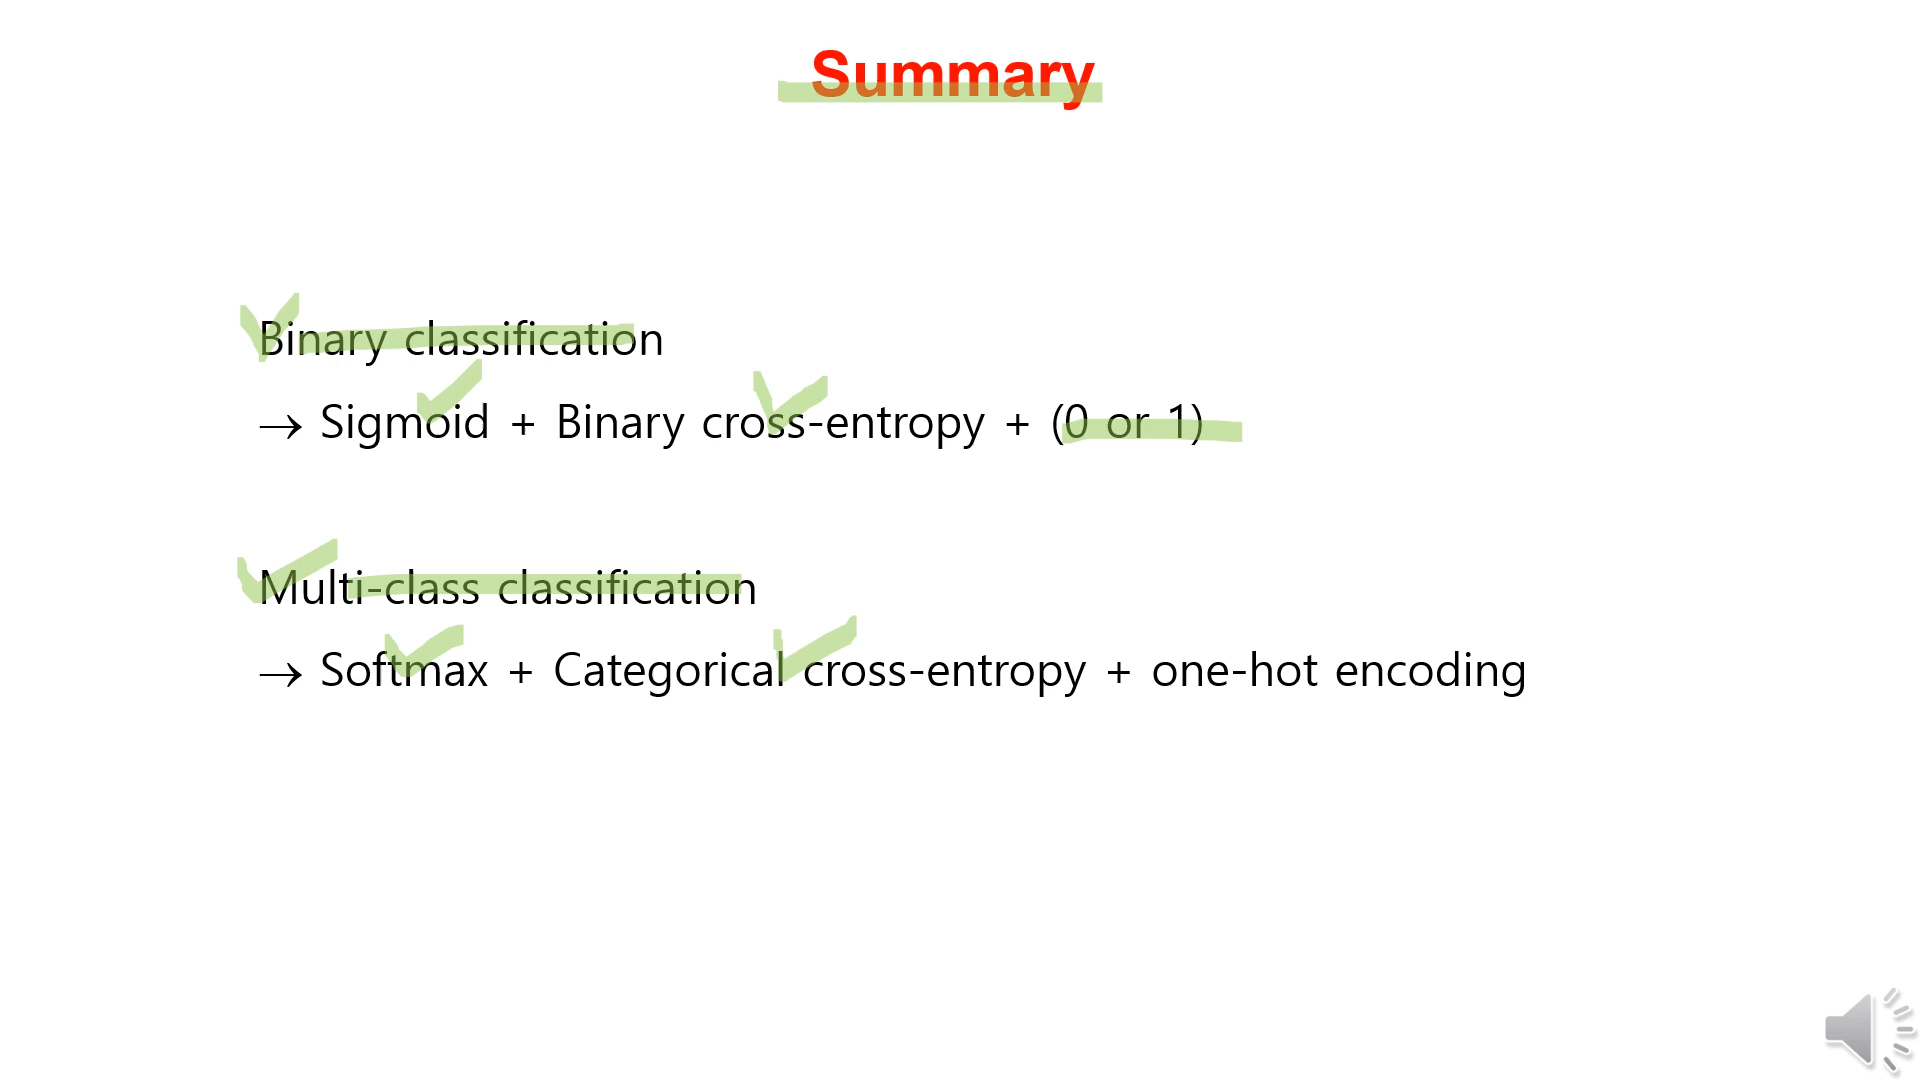 Summary
Binary classification
→ Sigmoid + Binary cross-entropy + (0 or 1)
Multi-class classification
→ Softmax + Categorical cross-entropy + one-hot encoding